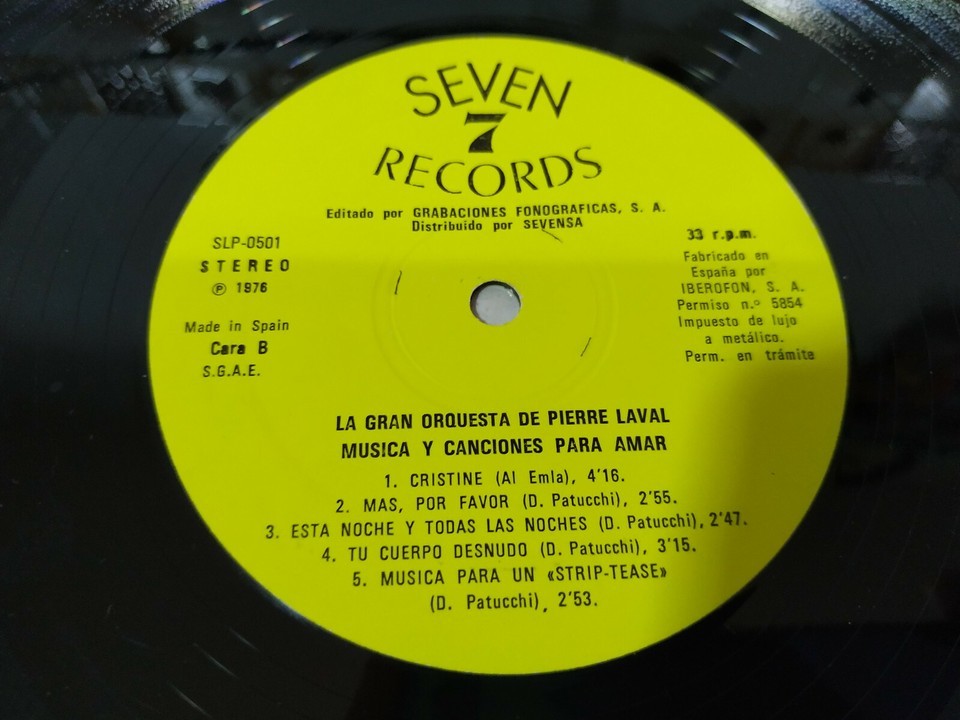 SEVEN
7
RECORDS
Editado por GRABACIONES FONOGRAFICAS, S. A.
Distribuido por SEVENSA
SLP-0501
STEREO
℗ 1976
Made in Spain
Cara B
S.G.A.E.
33 r.p.m.
Fabricado en
España por
IBEROFON, S. A.
Permiso n.º 5854
Impuesto de lujo
a metálico.
Perm. en trámite
LA GRAN ORQUESTA DE PIERRE LAVAL
MUSICA Y CANCIONES PARA AMAR
1. CRISTINE (Al Emla), 4'16.
2. MAS, POR FAVOR (D. Patucchi), 2'55.
3. ESTA NOCHE Y TODAS LAS NOCHES (D. Patucchi), 2'47.
4. TU CUERPO DESNUDO (D. Patucchi), 3'15.
5. MUSICA PARA UN «STRIP-TEASE»
(D. Patucchi), 2'53.